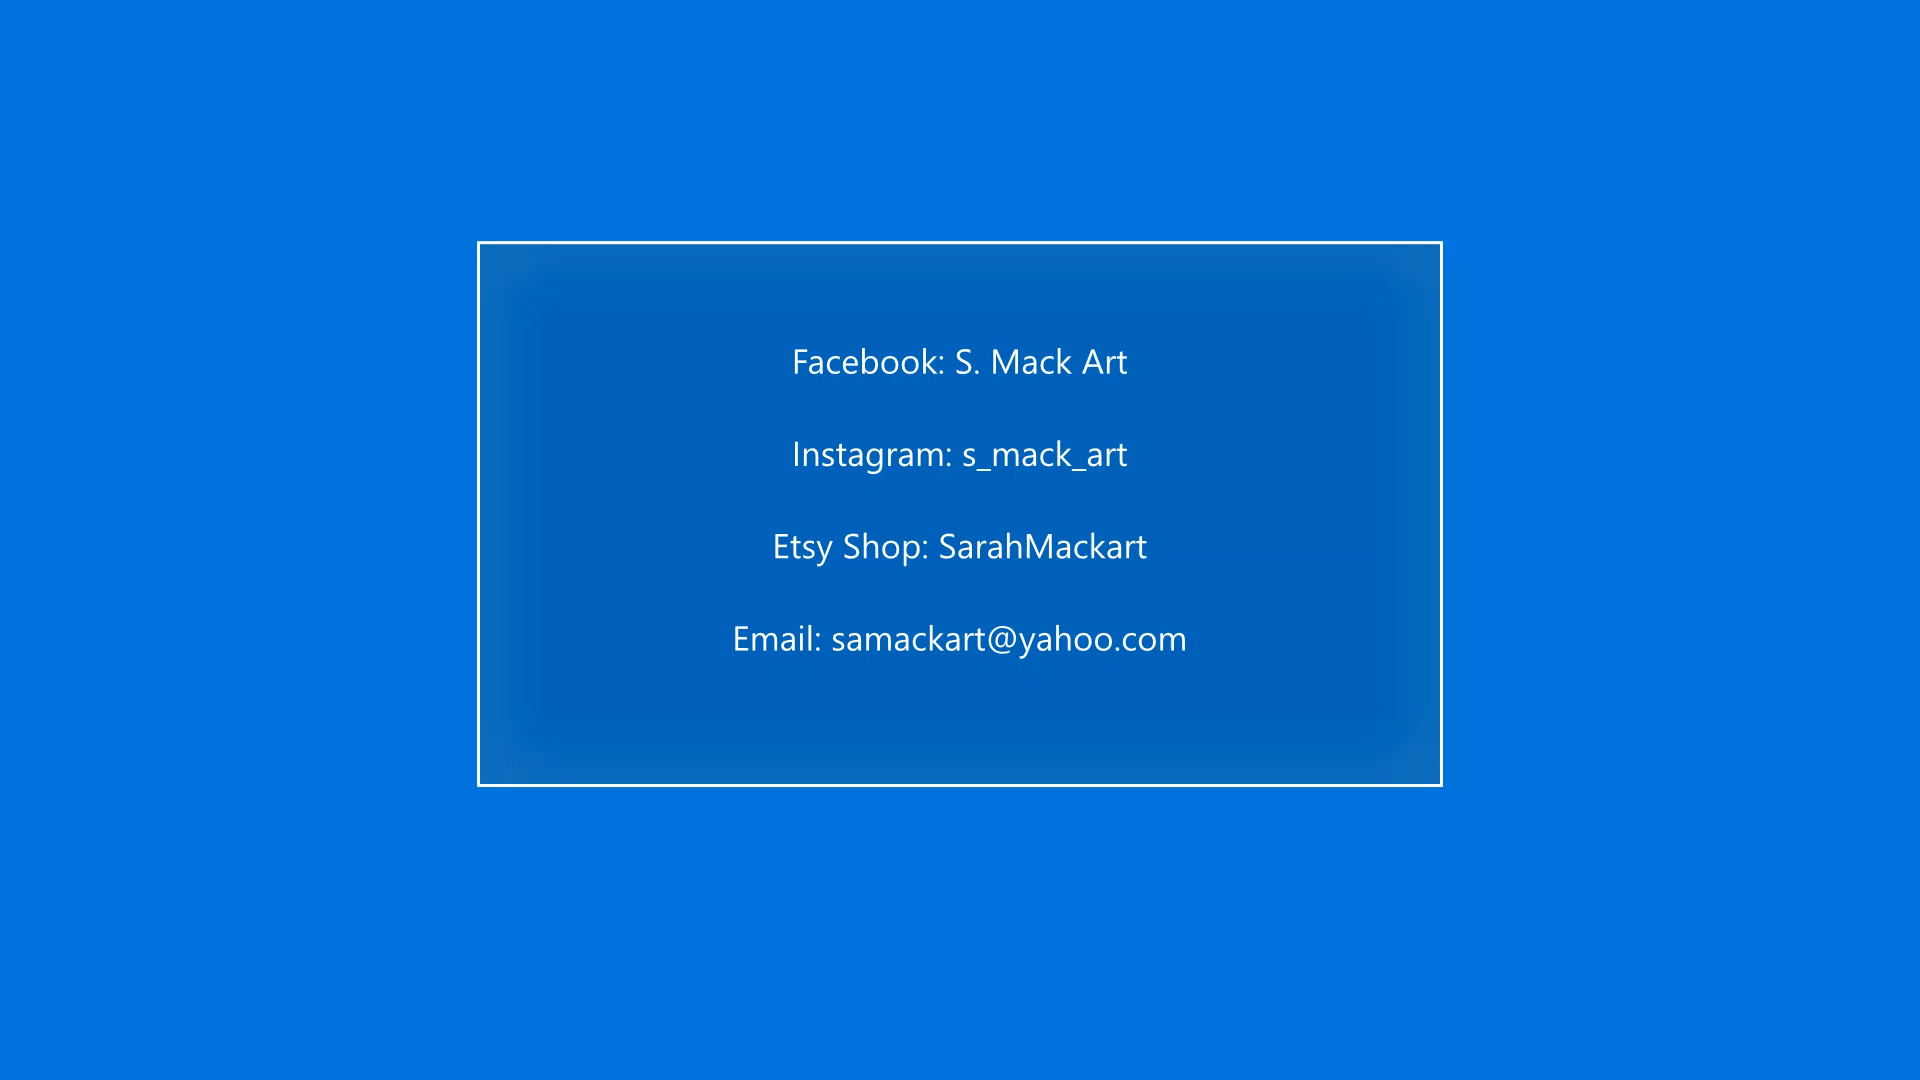 Facebook: S. Mack Art
Instagram: s_mack_art
Etsy Shop: SarahMackart
Email: samackart@yahoo.com